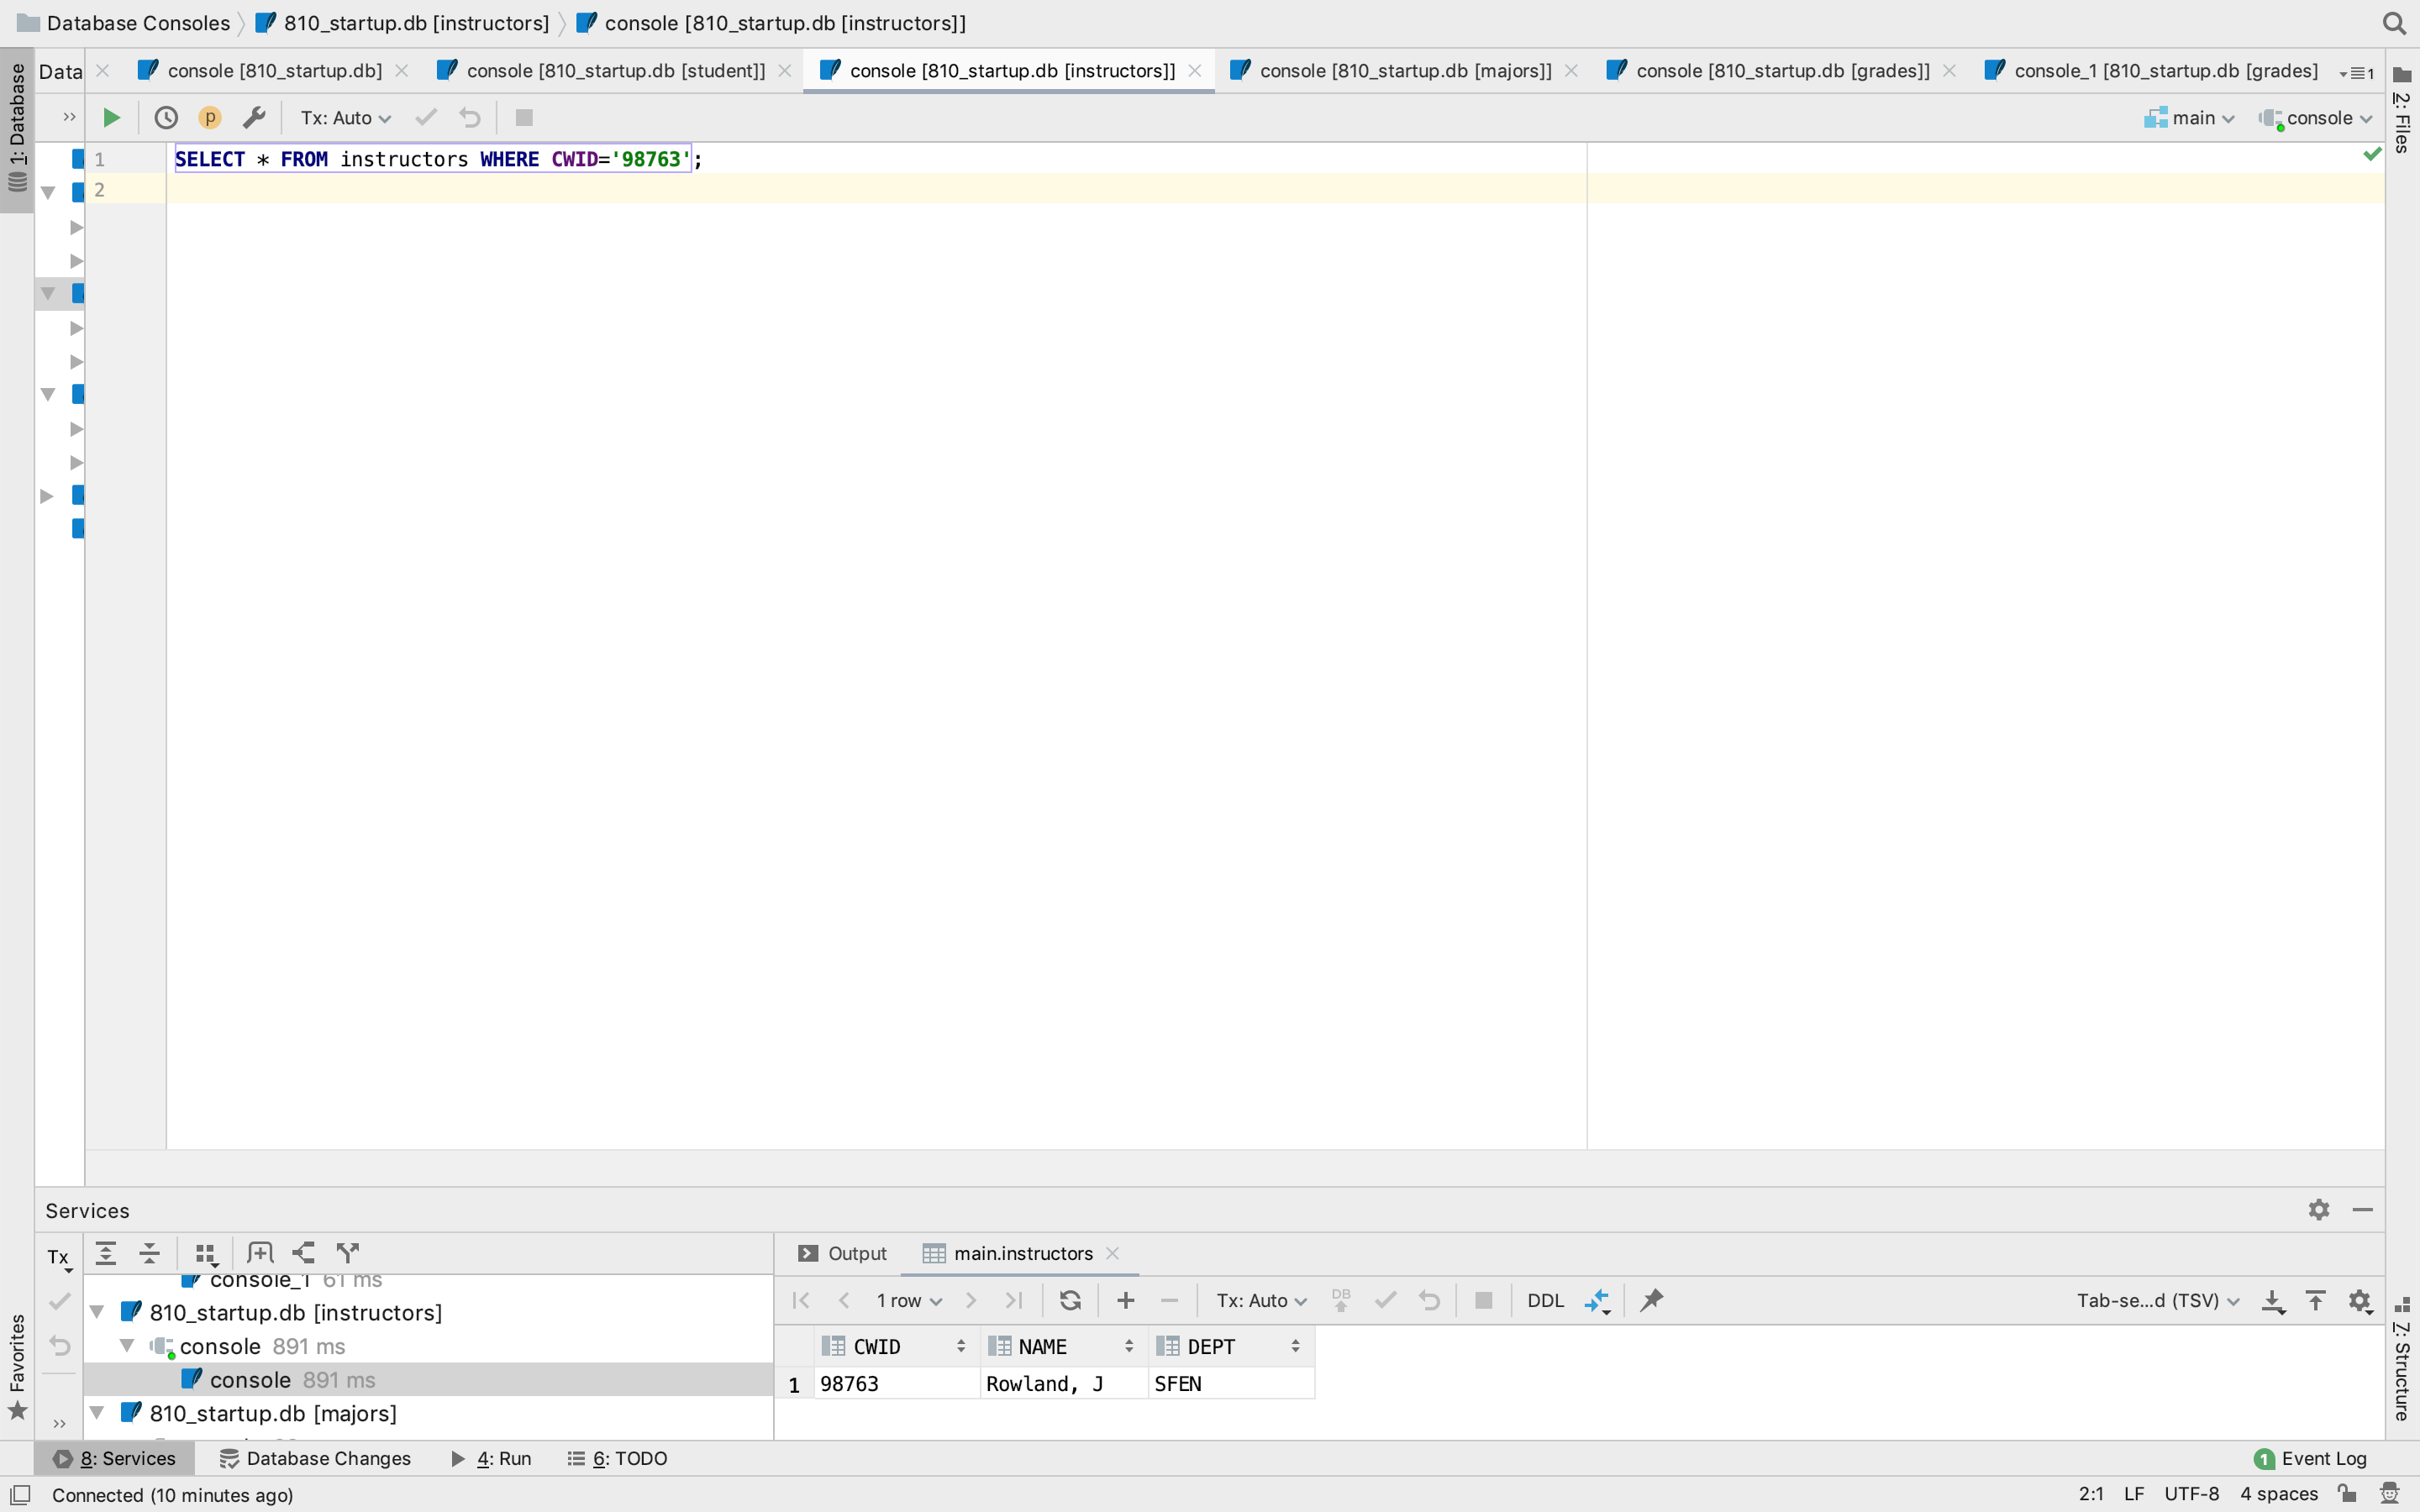 Database Consoles 810_startup.db [instructors] console [810_startup.db [instructors]]
Data console [810_startup.db] console [810_startup.db [student]] console [810_startup.db [instructors]] console [810_startup.db [majors]] console [810_startup.db [grades]] console_1 [810_startup.db [grades] 1
p Tx: Auto main console
1: Database
2: Files
1 SELECT * FROM instructors WHERE CWID='98763';
2
Services
Tx
Output main.instructors
console_1 61 ms
810_startup.db [instructors]
console 891 ms
console 891 ms
810_startup.db [majors]
1 row Tx: Auto DB DDL Tab-se...d (TSV)
CWID NAME DEPT
1 98763 Rowland, J SFEN
Favorites
7: Structure
8: Services Database Changes 4: Run 6: TODO 1 Event Log
Connected (10 minutes ago) 2:1 LF UTF-8 4 spaces